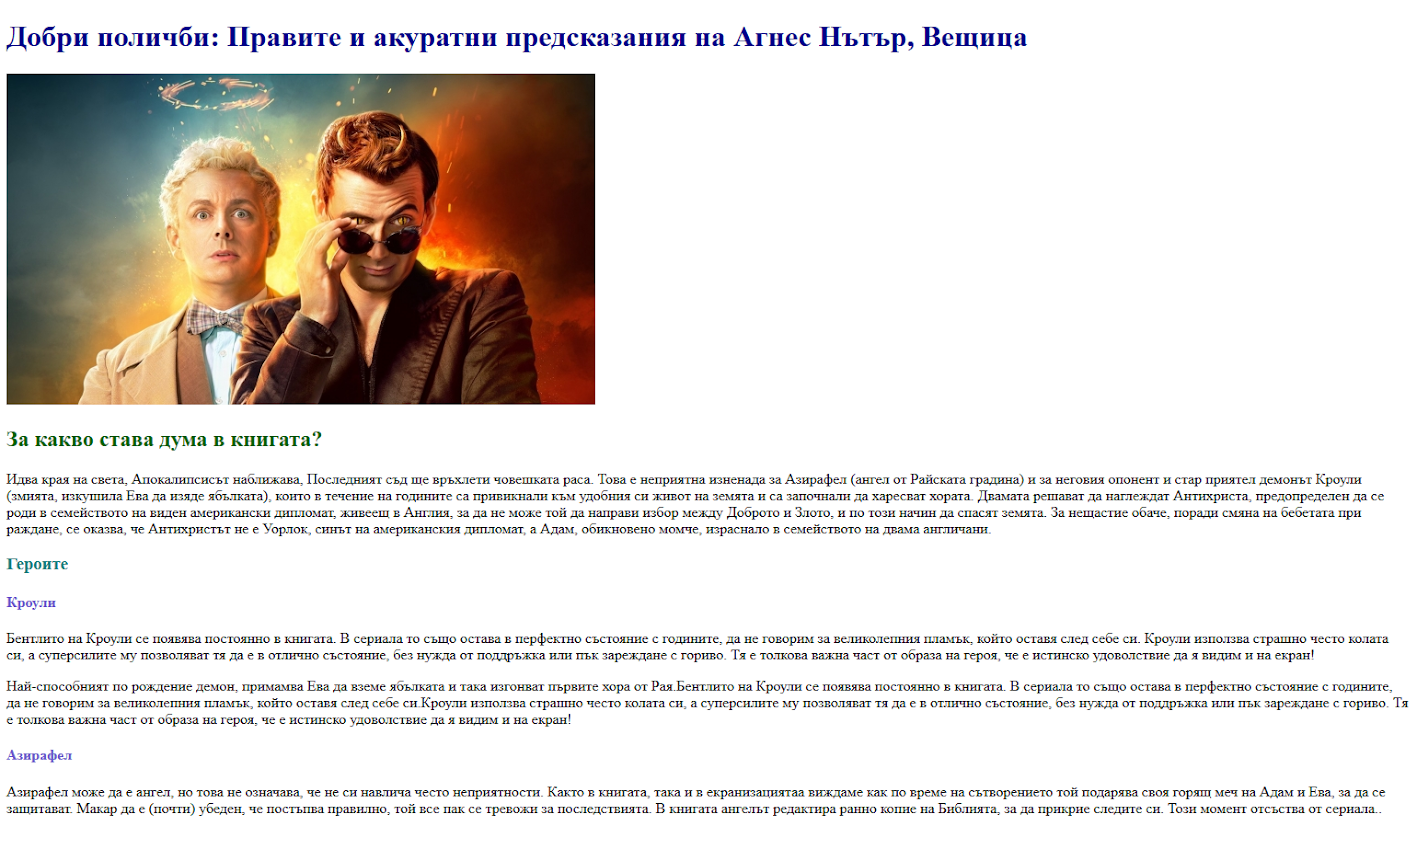 Добри поличби: Правите и акуратни предсказания на Агнес Нътър, Вещица
За какво става дума в книгата?
Идва края на света, Апокалипсисът наближава, Последният съд ще връхлети човешката раса. Това е неприятна изненада за Азирафел (ангел от Райската градина) и за неговия опонент и стар приятел демонът Кроули
(змията, изкушила Ева да изяде ябълката), които в течение на годините са привикнали към удобния си живот на земята и са започнали да харесват хората. Двамата решават да наглеждат Антихриста, предопределен да се
роди в семейството на виден американски дипломат, живеещ в Англия, за да не може той да направи избор между Доброто и Злото, и по този начин да спасят земята. За нещастие обаче, поради смяна на бебетата при
раждане, се оказва, че Антихристът не е Уорлок, синът на американския дипломат, а Адам, обикновено момче, израснало в семейството на двама англичани.
Героите
Кроули
Бентлито на Кроули се появява постоянно в книгата. В сериала то също остава в перфектно състояние с годините, да не говорим за великолепния пламък, който оставя след себе си. Кроули използва страшно често колата
си, а суперсилите му позволяват тя да е в отлично състояние, без нужда от поддръжка или пък зареждане с гориво. Тя е толкова важна част от образа на героя, че е истинско удоволствие да я видим и на екран!
Най-способният по рождение демон, примамва Ева да вземе ябълката и така изгонват първите хора от Рая.Бентлито на Кроули се появява постоянно в книгата. В сериала то също остава в перфектно състояние с годините,
да не говорим за великолепния пламък, който оставя след себе си.Кроули използва страшно често колата си, а суперсилите му позволяват тя да е в отлично състояние, без нужда от поддръжка или пък зареждане с гориво. Тя
е толкова важна част от образа на героя, че е истинско удоволствие да я видим и на екран!
Азирафел
Азирафел може да е ангел, но това не означава, че не си навлича често неприятности. Както в книгата, така и в екранизациятаа виждаме как по време на сътворението той подарява своя горящ меч на Адам и Ева, за да се
защитават. Макар да е (почти) убеден, че постъпва правилно, той все пак се тревожи за последствията. В книгата ангелът редактира ранно копие на Библията, за да прикрие следите си. Този момент отсъства от сериала..